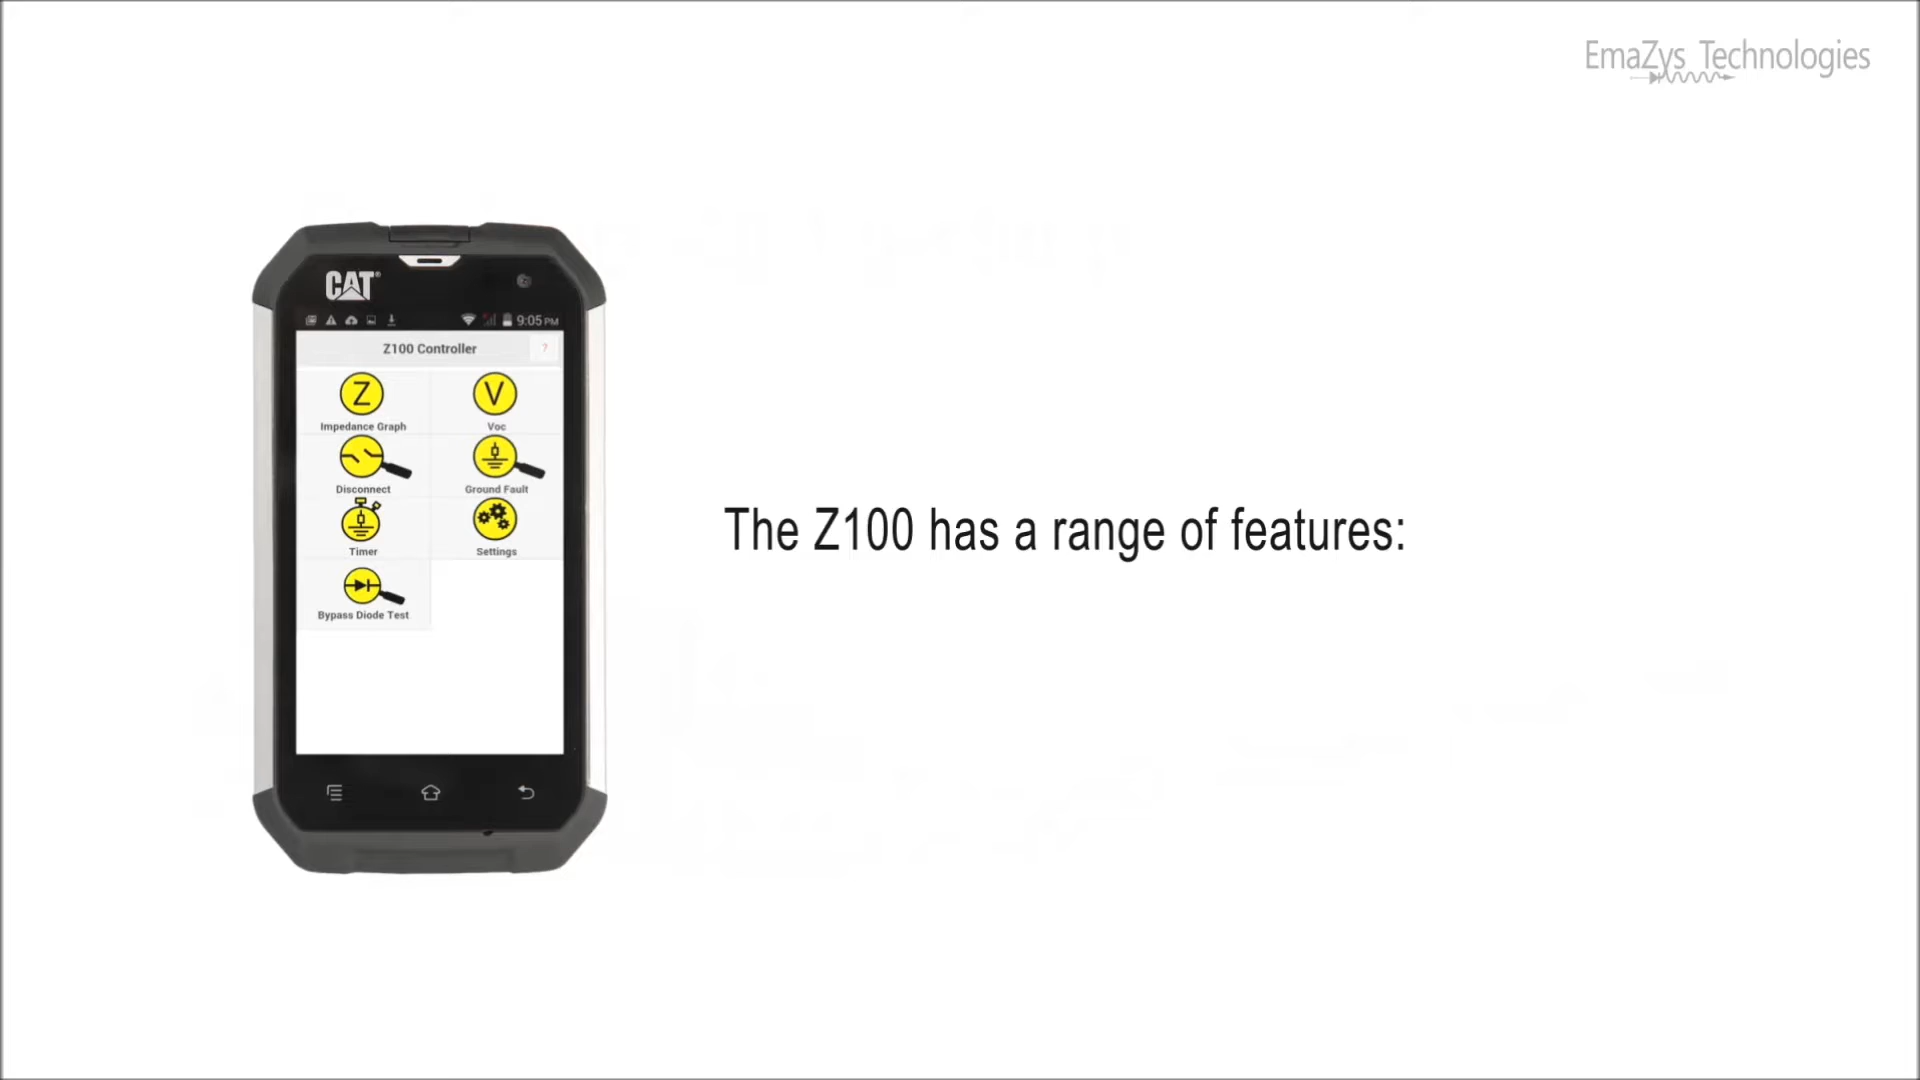 EmaZys Technologies
CAT
9:05 PM
Z100 Controller
?
Z
V
Impedance Graph
Voc
Disconnect
Ground Fault
Timer
Settings
Bypass Diode Test
The Z100 has a range of features: